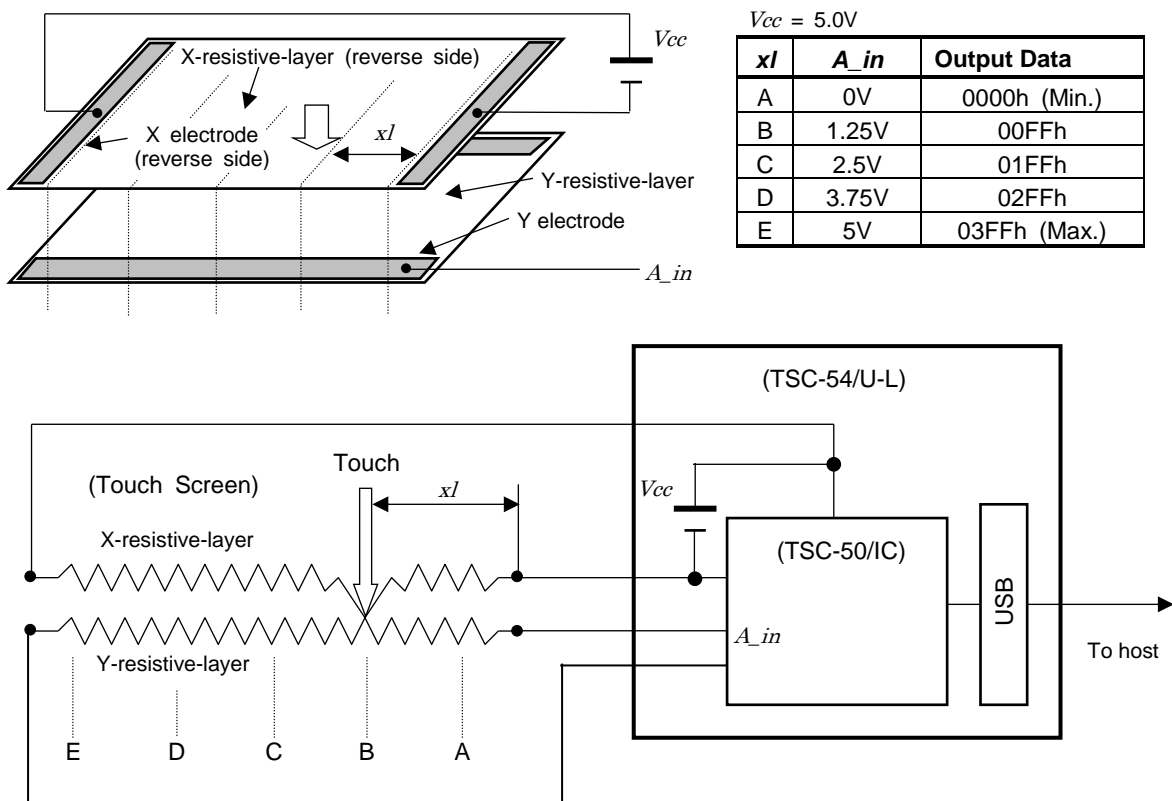 Vcc
X-resistive-layer (reverse side)
X electrode
(reverse side)
xl
Y-resistive-layer
Y electrode
A_in
Vcc = 5.0V
xl A_in Output Data
A 0V 0000h (Min.)
B 1.25V 00FFh
C 2.5V 01FFh
D 3.75V 02FFh
E 5V 03FFh (Max.)
(TSC-54/U-L)
Touch
(Touch Screen)
xl
Vcc
X-resistive-layer
(TSC-50/IC)
USB
A_in
Y-resistive-layer
To host
E D C B A